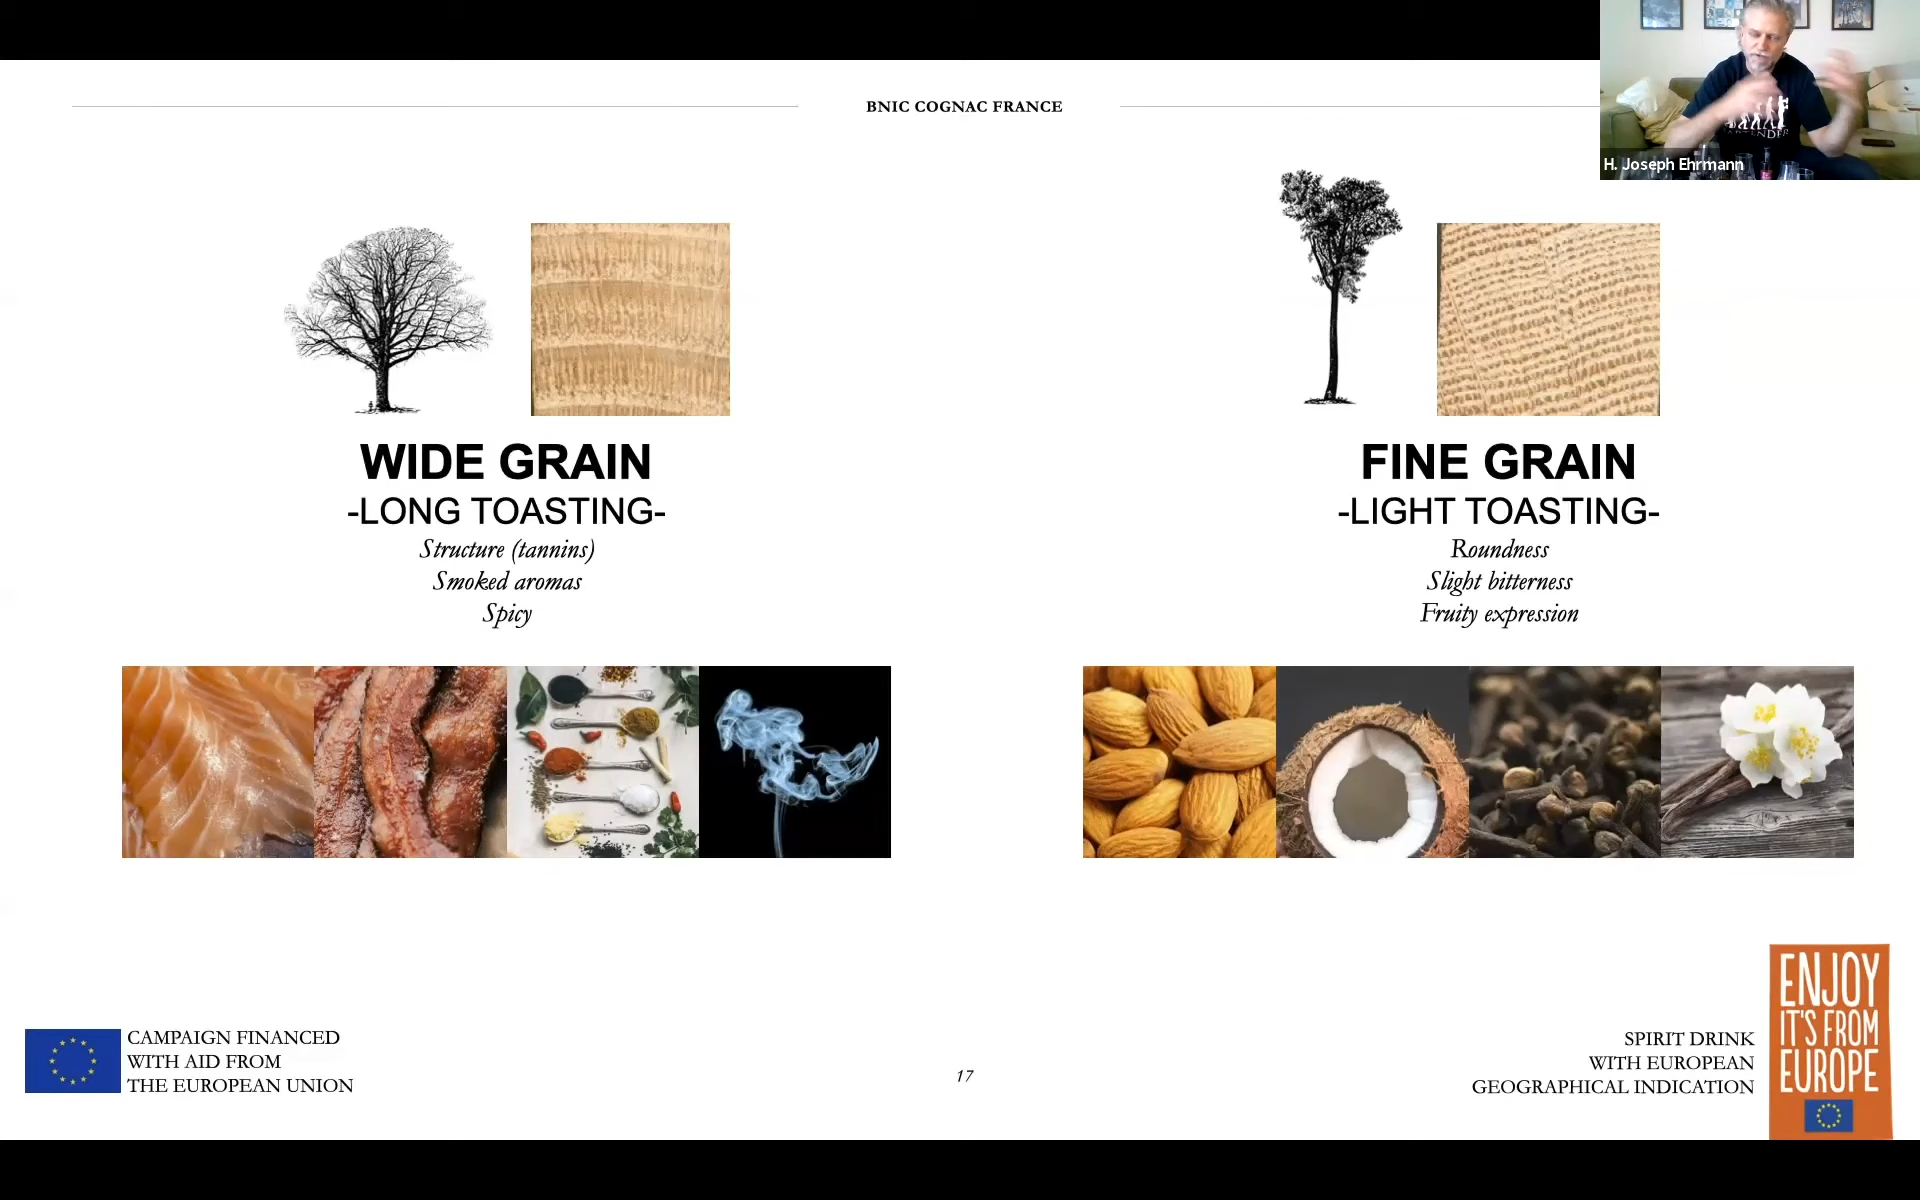 BNIC COGNAC FRANCE
H. Joseph Ehrmann
WIDE GRAIN
-LONG TOASTING-
Structure (tannins)
Smoked aromas
Spicy
FINE GRAIN
-LIGHT TOASTING-
Roundness
Slight bitterness
Fruity expression
CAMPAIGN FINANCED
WITH AID FROM
THE EUROPEAN UNION
17
SPIRIT DRINK
WITH EUROPEAN
GEOGRAPHICAL INDICATION
ENJOY
IT'S FROM
EUROPE